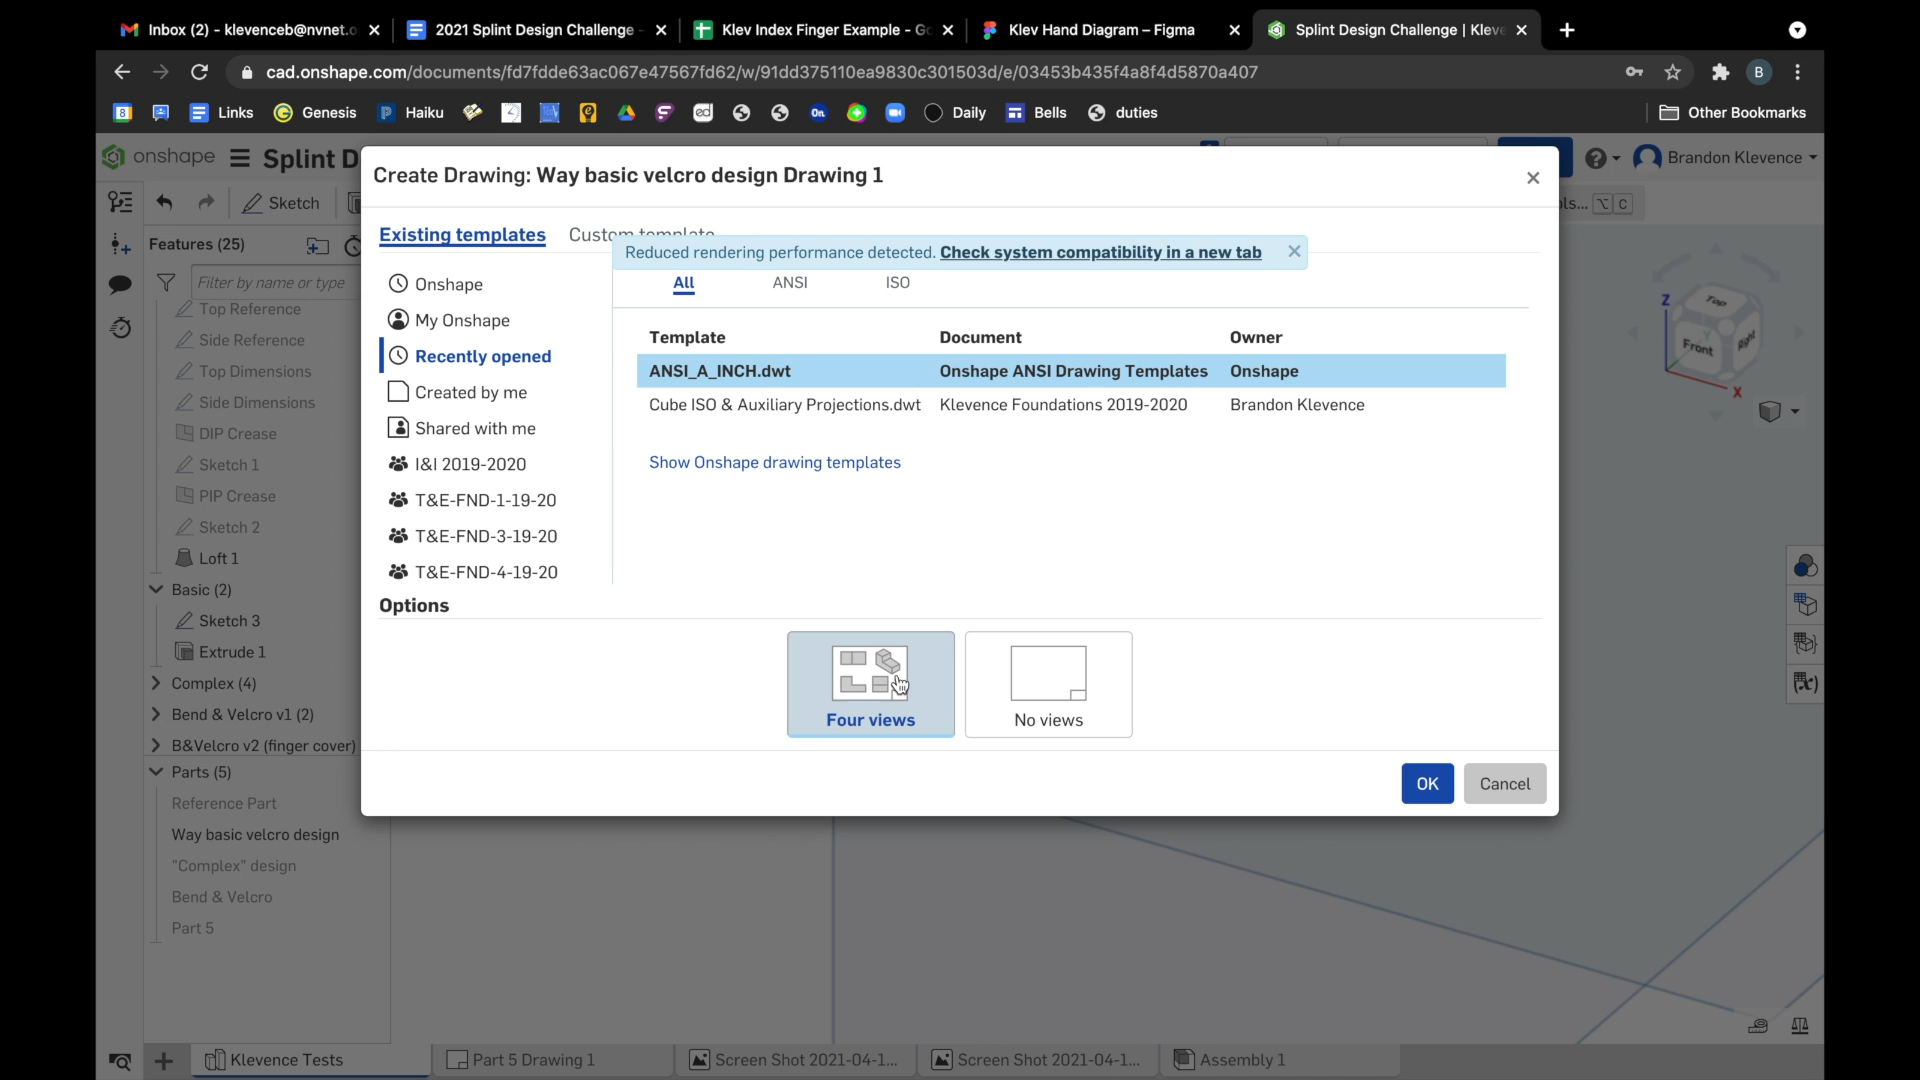 Inbox (2) - klevenceb@nvnet.o
2021 Splint Design Challenge -
Klev Index Finger Example - Go
Klev Hand Diagram – Figma
Splint Design Challenge | Kleve
cad.onshape.com/documents/fd7fdde63ac067e47567fd62/w/91dd375110ea9830c301503d/e/03453b435f4a8f4d5870a407
B
Links
Genesis
Haiku
Daily
Bells
duties
Other Bookmarks
onshape
Splint D
Brandon Klevence
Sketch
Create Drawing: Way basic velcro design Drawing 1
Existing templates
Custom template
Reduced rendering performance detected. Check system compatibility in a new tab
All
ANSI
ISO
Features (25)
Filter by name or type
Top Reference
Side Reference
Top Dimensions
Side Dimensions
DIP Crease
Sketch 1
PIP Crease
Sketch 2
Loft 1
Basic (2)
Sketch 3
Extrude 1
Complex (4)
Bend & Velcro v1 (2)
B&Velcro v2 (finger cover)
Parts (5)
Reference Part
Way basic velcro design
"Complex" design
Bend & Velcro
Part 5
Onshape
My Onshape
Recently opened
Created by me
Shared with me
I&I 2019-2020
T&E-FND-1-19-20
T&E-FND-3-19-20
T&E-FND-4-19-20
Template Document Owner
ANSI_A_INCH.dwt Onshape ANSI Drawing Templates Onshape
Cube ISO & Auxiliary Projections.dwt Klevence Foundations 2019-2020 Brandon Klevence
Show Onshape drawing templates
Options
Four views
No views
OK
Cancel
Top
Front
Right
Z
Y
X
Klevence Tests
Part 5 Drawing 1
Screen Shot 2021-04-1...
Screen Shot 2021-04-1...
Assembly 1